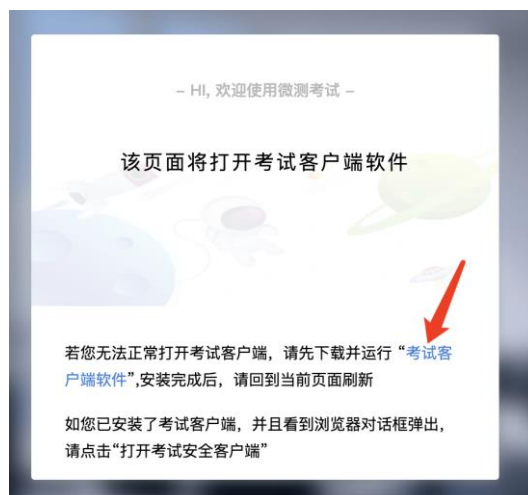 – HI, 欢迎使用微测考试 –
该页面将打开考试客户端软件
若您无法正常打开考试客户端，请先下载并运行 “考试客
户端软件”,安装完成后，请回到当前页面刷新
如您已安装了考试客户端，并且看到浏览器对话框弹出，
请点击“打开考试安全客户端”